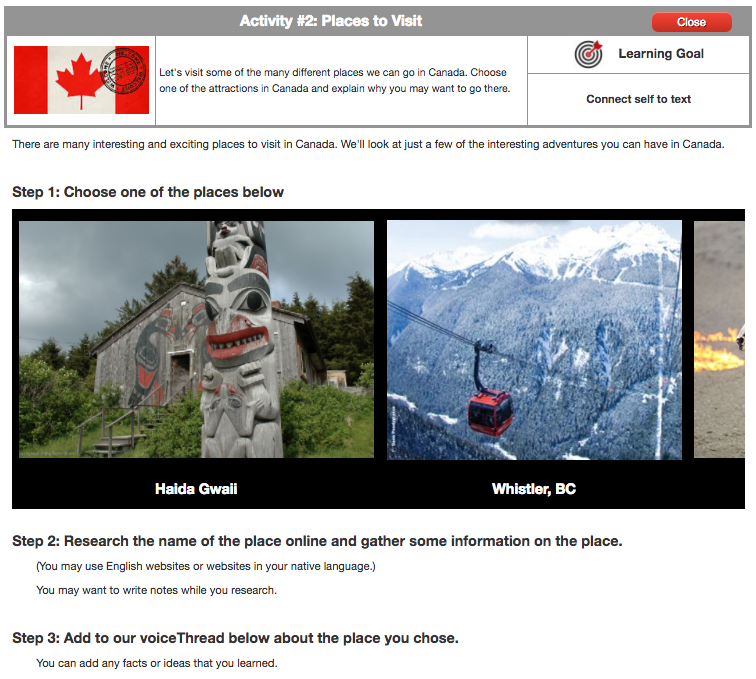 Activity #2: Places to Visit
Close
Let's visit some of the many different places we can go in Canada. Choose
one of the attractions in Canada and explain why you may want to go there.
Learning Goal
Connect self to text
There are many interesting and exciting places to visit in Canada. We'll look at just a few of the interesting adventures you can have in Canada.
Step 1: Choose one of the places below
Haida Gwaii
Whistler, BC
Step 2: Research the name of the place online and gather some information on the place.
(You may use English websites or websites in your native language.)
You may want to write notes while you research.
Step 3: Add to our voiceThread below about the place you chose.
You can add any facts or ideas that you learned.